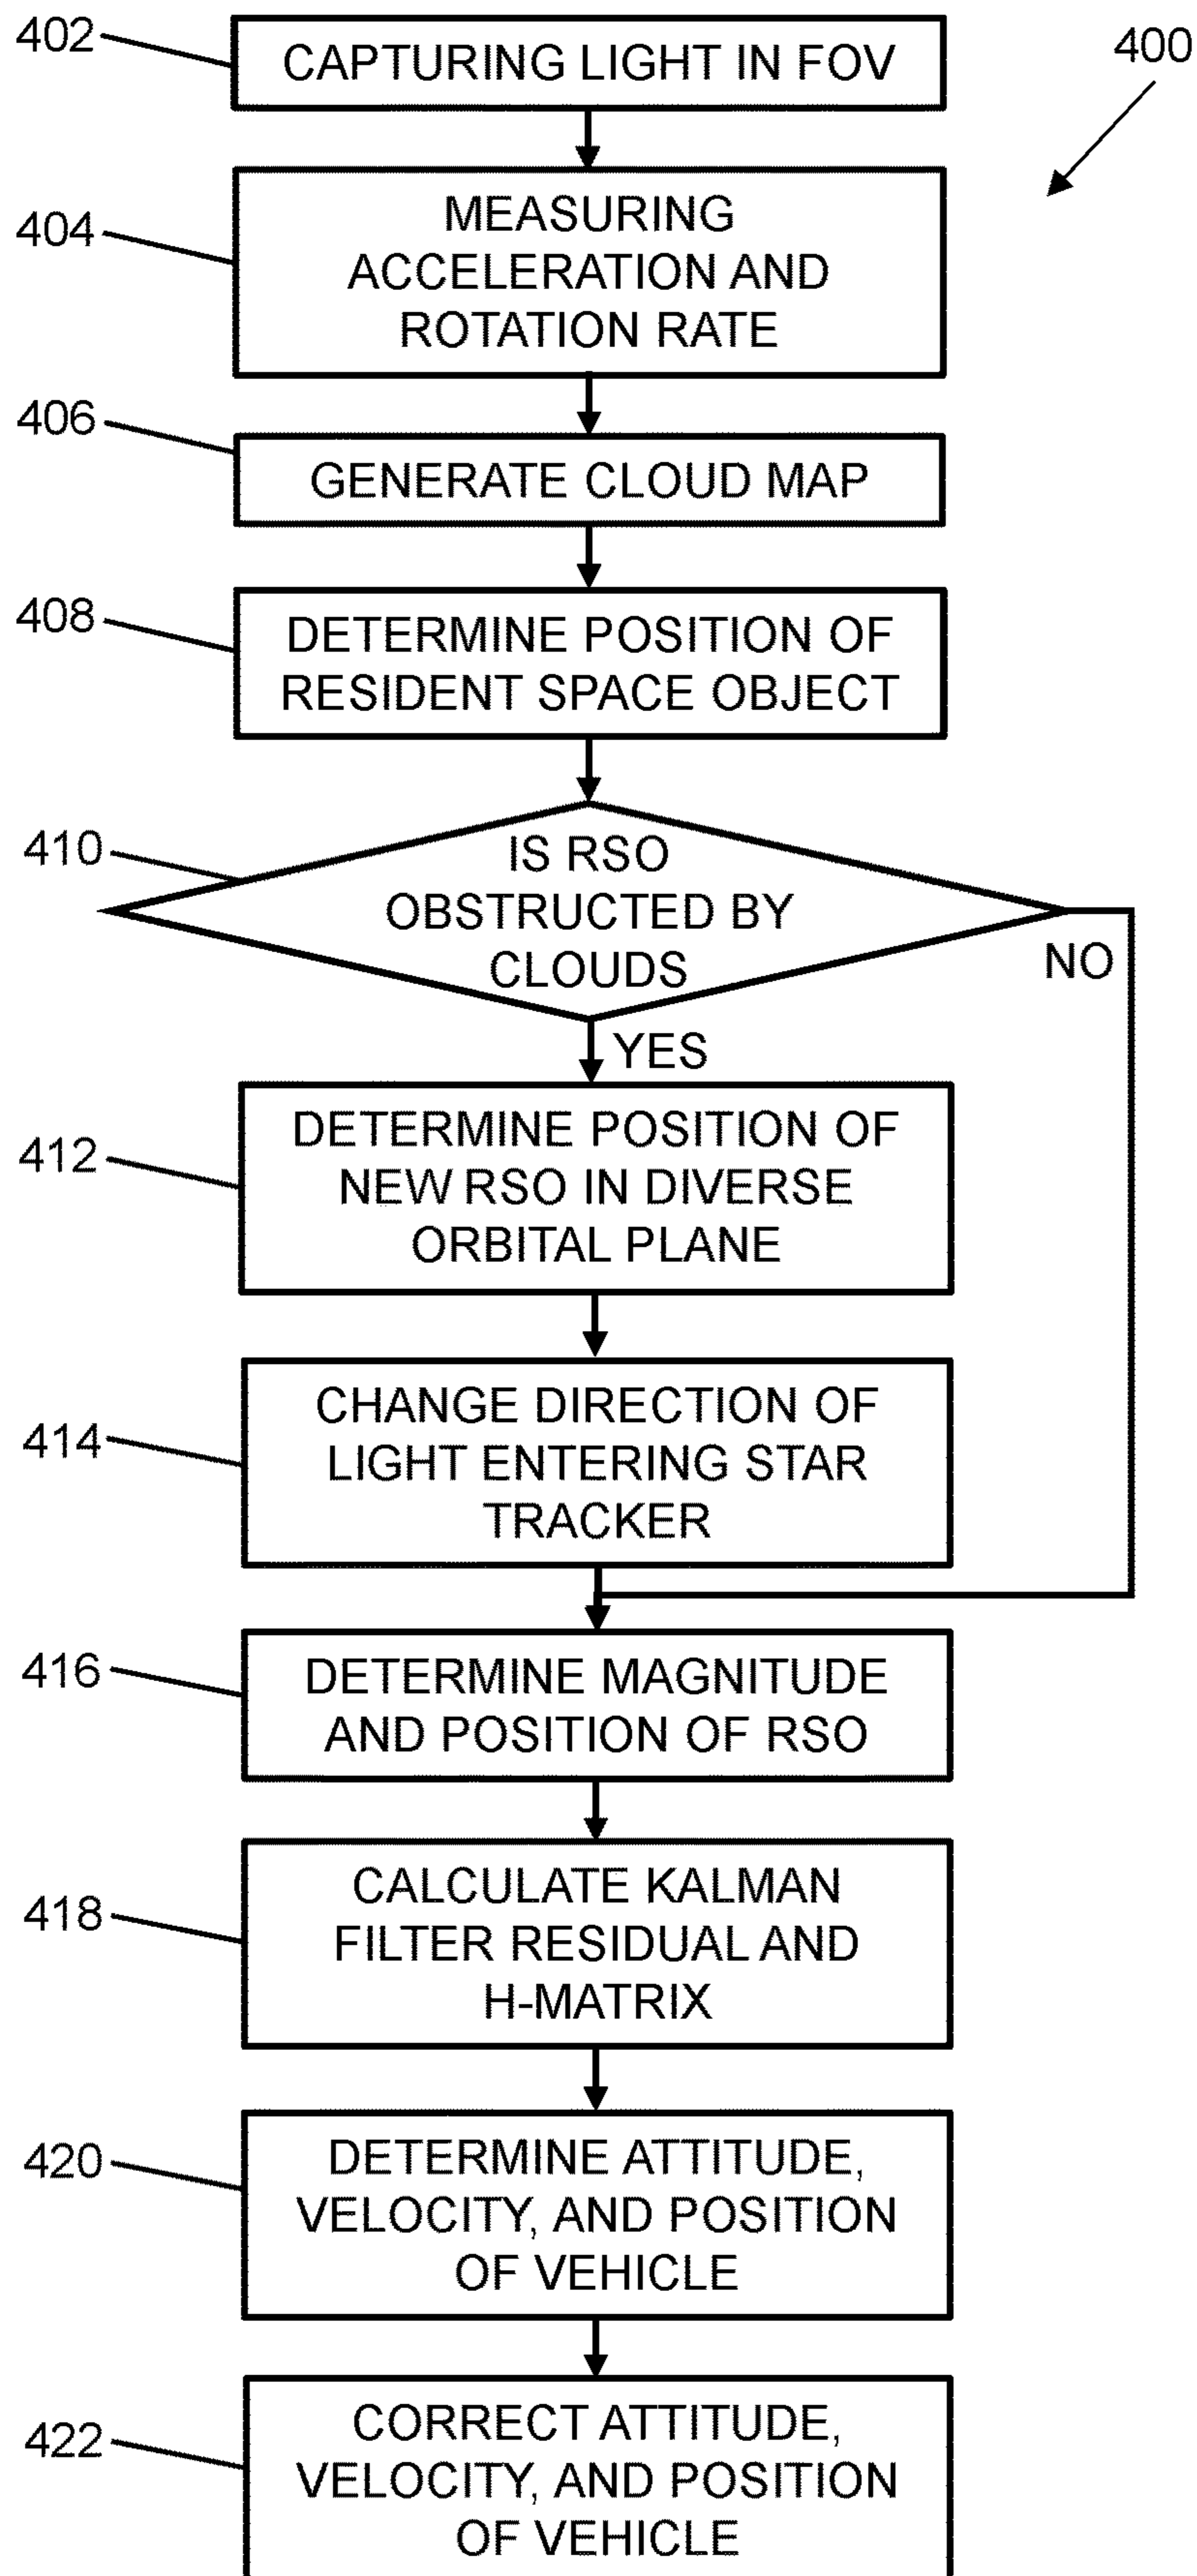 402
CAPTURING LIGHT IN FOV
400
404
MEASURING
ACCELERATION AND
ROTATION RATE
406
GENERATE CLOUD MAP
408
DETERMINE POSITION OF
RESIDENT SPACE OBJECT
410
IS RSO
OBSTRUCTED BY
CLOUDS
NO
YES
412
DETERMINE POSITION OF
NEW RSO IN DIVERSE
ORBITAL PLANE
414
CHANGE DIRECTION OF
LIGHT ENTERING STAR
TRACKER
416
DETERMINE MAGNITUDE
AND POSITION OF RSO
418
CALCULATE KALMAN
FILTER RESIDUAL AND
H-MATRIX
420
DETERMINE ATTITUDE,
VELOCITY, AND POSITION
OF VEHICLE
422
CORRECT ATTITUDE,
VELOCITY, AND POSITION
OF VEHICLE